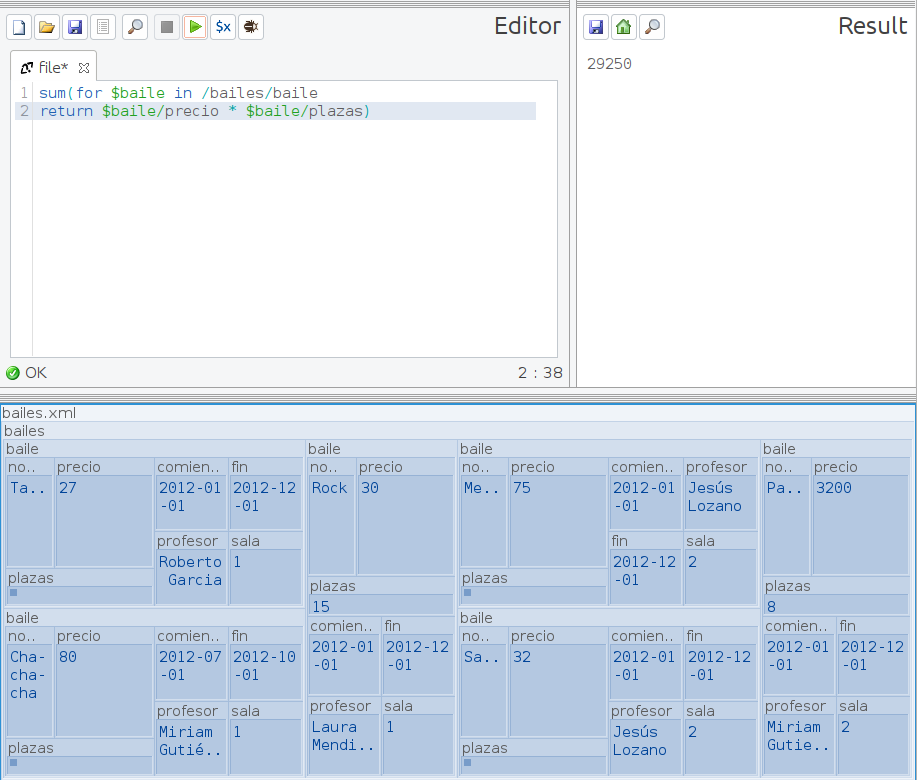 Editor
file*
1 sum(for $baile in /bailes/baile
2 return $baile/precio * $baile/plazas)
OK
2 : 38
Result
29250
bailes.xml
bailes
baile
no..
Ta..
precio
27
comien..
2012-01
-01
fin
2012-12
-01
profesor
Roberto
Garcia
sala
1
plazas
baile
no..
Cha-
cha-
cha
precio
80
comien..
2012-07
-01
fin
2012-10
-01
profesor
Miriam
Gutié..
sala
1
plazas
baile
no..
Rock
precio
30
plazas
15
comien..
2012-01
-01
fin
2012-12
-01
profesor
Laura
Mendi..
sala
1
baile
no..
Me..
precio
75
comien..
2012-01
-01
profesor
Jesús
Lozano
fin
2012-12
-01
sala
2
plazas
baile
no..
Sa..
precio
32
comien..
2012-01
-01
fin
2012-12
-01
profesor
Jesús
Lozano
sala
2
plazas
baile
no..
Pa..
precio
3200
plazas
8
comien..
2012-01
-01
fin
2012-12
-01
profesor
Miriam
Gutie..
sala
2